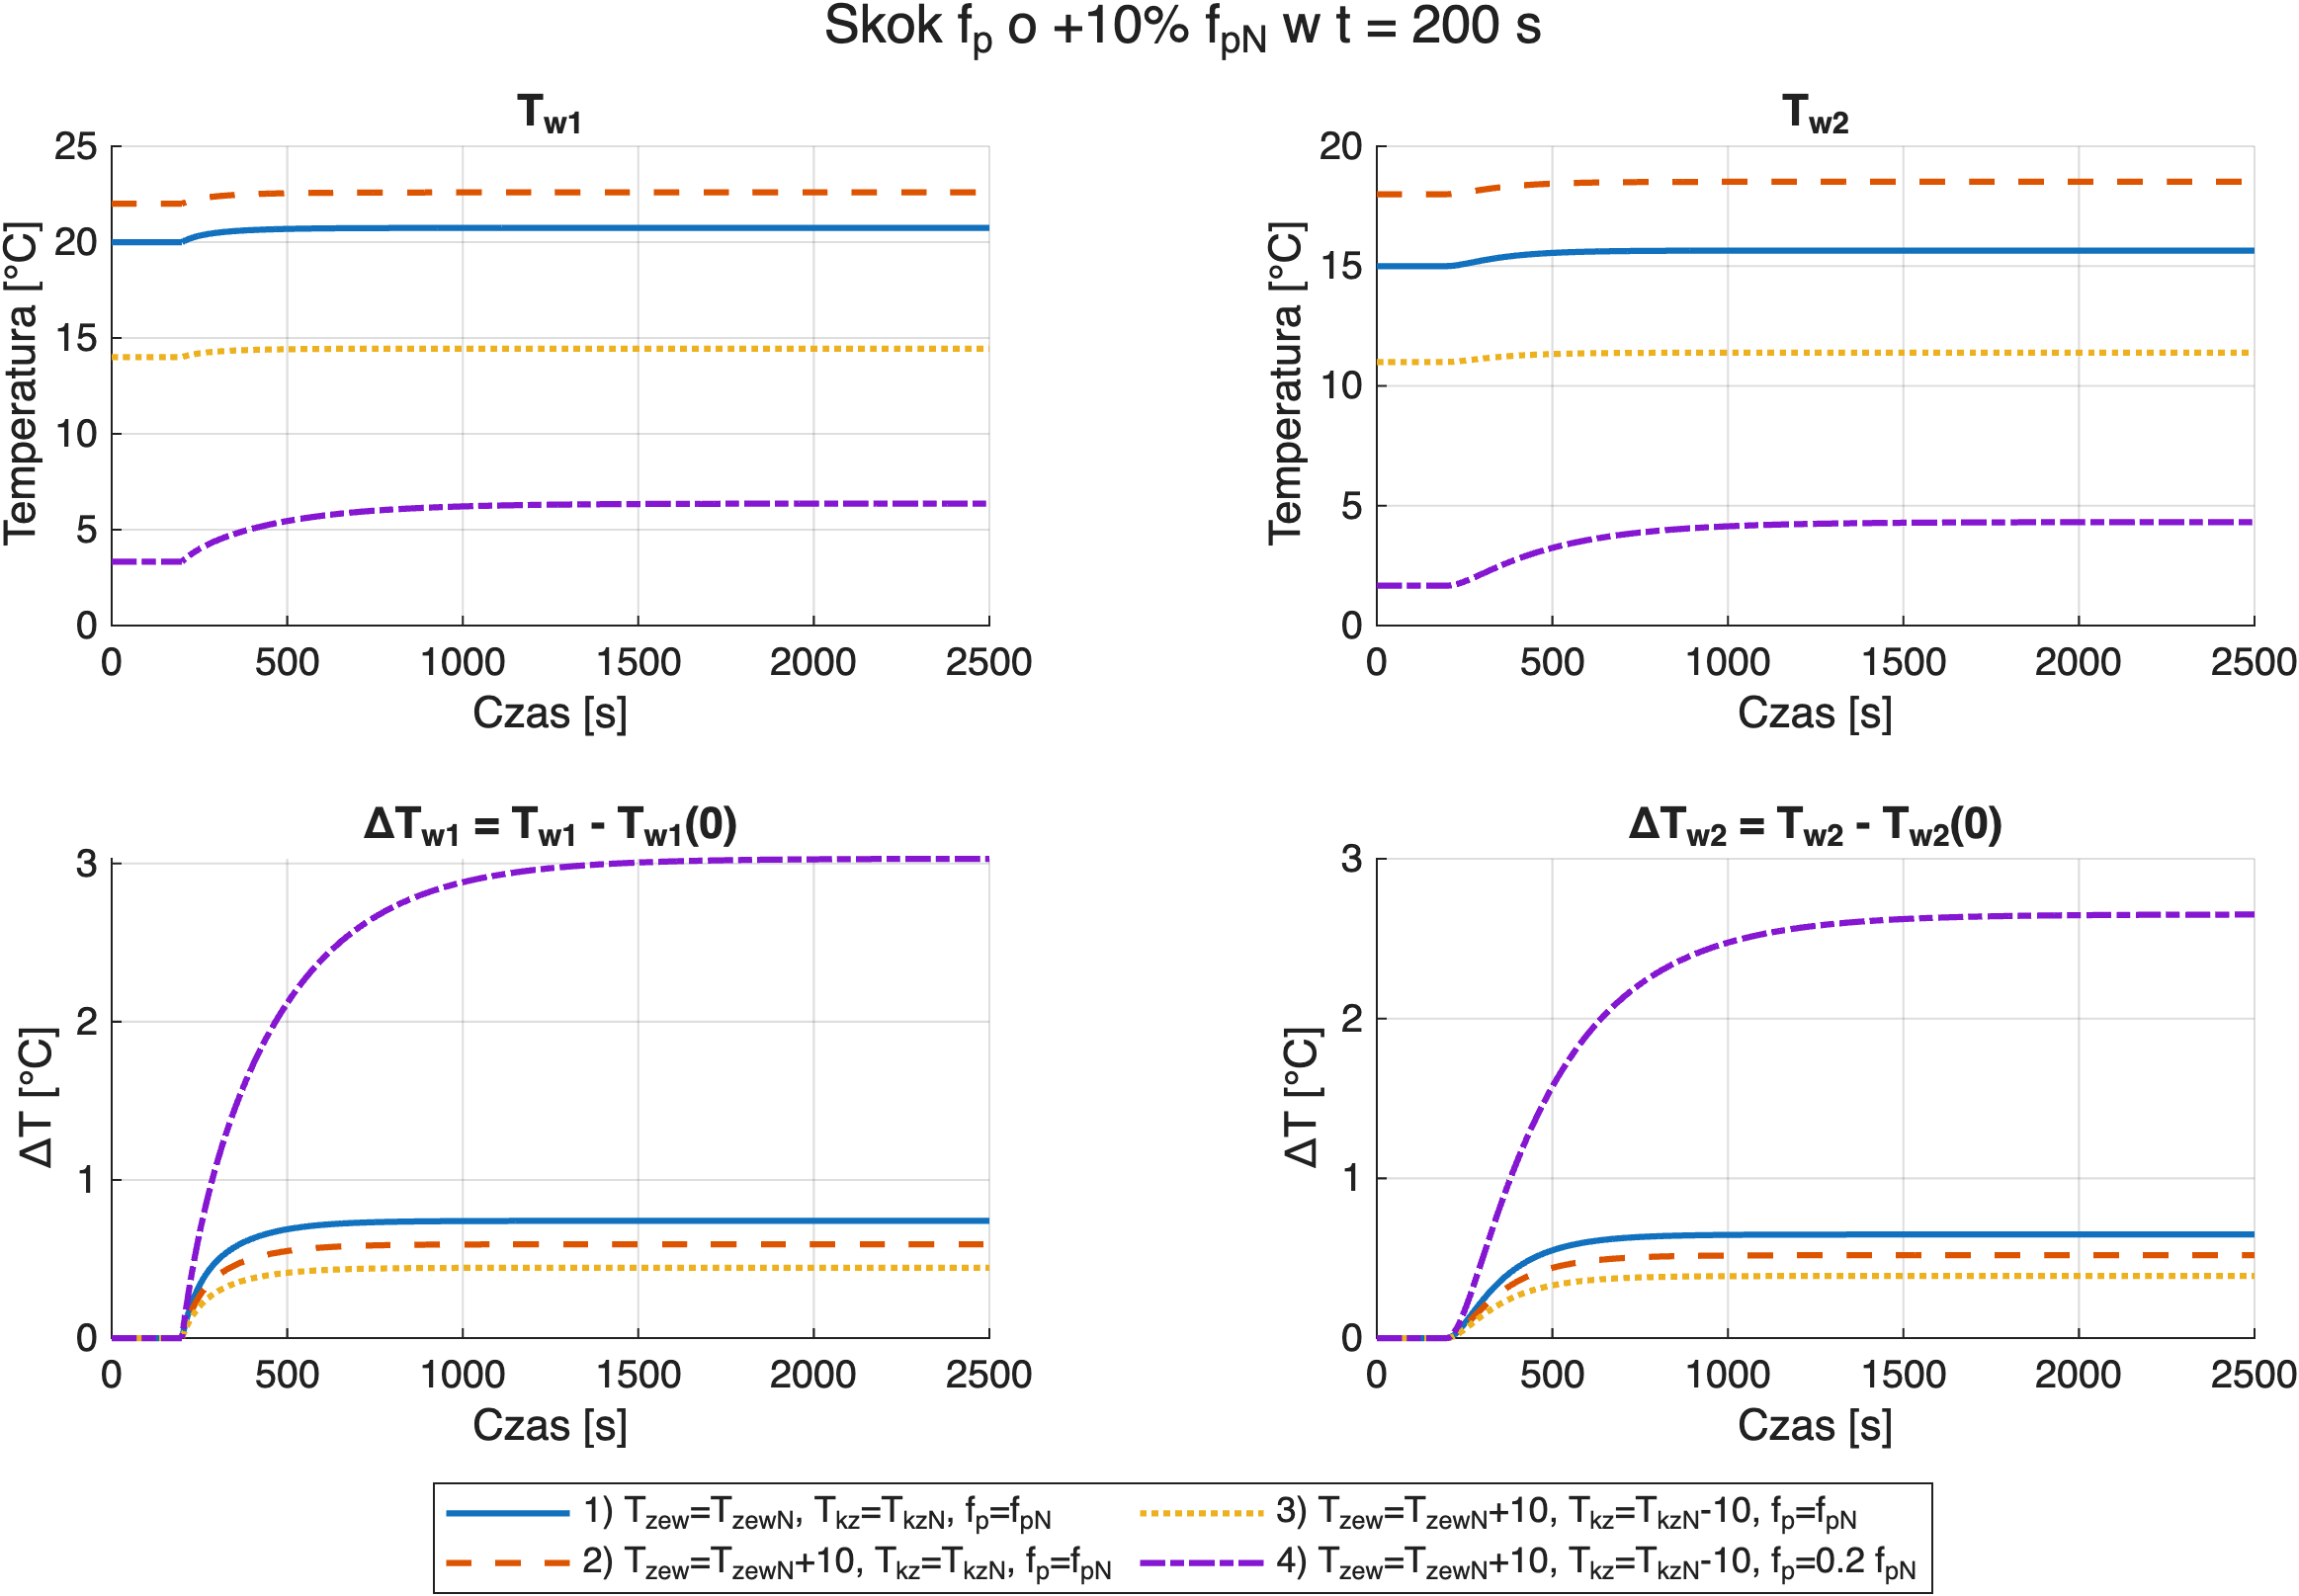 Skok fp o +10% fpN w t = 200 s
Tw1
25
20
15
10
5
0
Temperatura [°C]
0 500 1000 1500 2000 2500
Czas [s]
Tw2
20
15
10
5
0
Temperatura [°C]
0 500 1000 1500 2000 2500
Czas [s]
ΔTw1 = Tw1 - Tw1(0)
3
2
1
0
ΔT [°C]
0 500 1000 1500 2000 2500
Czas [s]
ΔTw2 = Tw2 - Tw2(0)
3
2
1
0
ΔT [°C]
0 500 1000 1500 2000 2500
Czas [s]
1) Tzew=TzewN, Tkz=TkzN, fp=fpN
2) Tzew=TzewN+10, Tkz=TkzN, fp=fpN
3) Tzew=TzewN+10, Tkz=TkzN-10, fp=fpN
4) Tzew=TzewN+10, Tkz=TkzN-10, fp=0.2 fpN